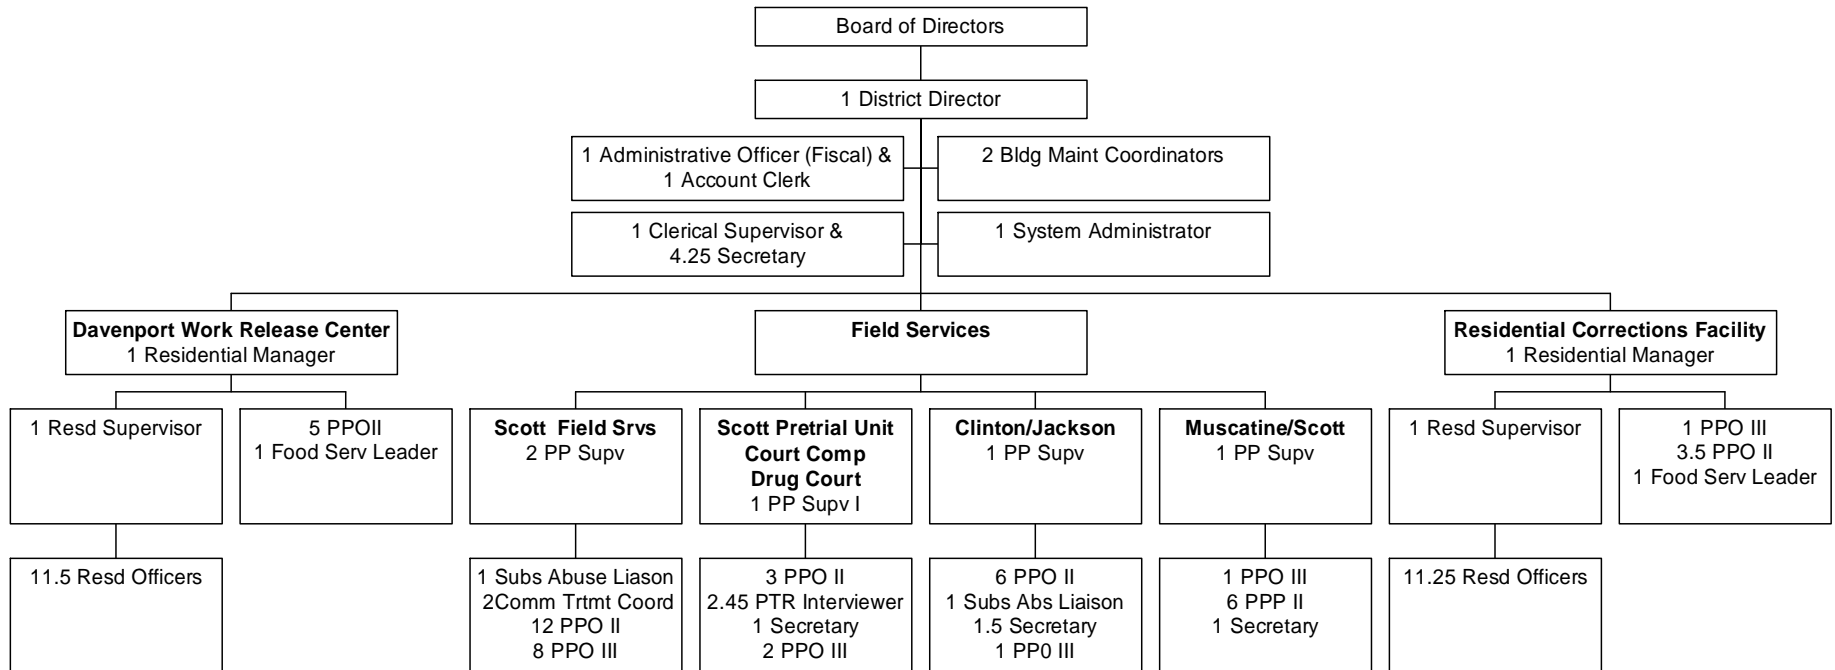 Board of Directors
1 District Director
1 Administrative Officer (Fiscal) &
1 Account Clerk
2 Bldg Maint Coordinators
1 Clerical Supervisor &
4.25 Secretary
1 System Administrator
Davenport Work Release Center
1 Residential Manager
Field Services
Residential Corrections Facility
1 Residential Manager
1 Resd Supervisor
5 PPOII
1 Food Serv Leader
Scott Field Srvs
2 PP Supv
Scott Pretrial Unit
Court Comp
Drug Court
1 PP Supv I
Clinton/Jackson
1 PP Supv
Muscatine/Scott
1 PP Supv
1 Resd Supervisor
1 PPO III
3.5 PPO II
1 Food Serv Leader
11.5 Resd Officers
1 Subs Abuse Liason
2Comm Trtmt Coord
12 PPO II
8 PPO III
3 PPO II
2.45 PTR Interviewer
1 Secretary
2 PPO III
6 PPO II
1 Subs Abs Liaison
1.5 Secretary
1 PP0 III
1 PPO III
6 PPP II
1 Secretary
11.25 Resd Officers